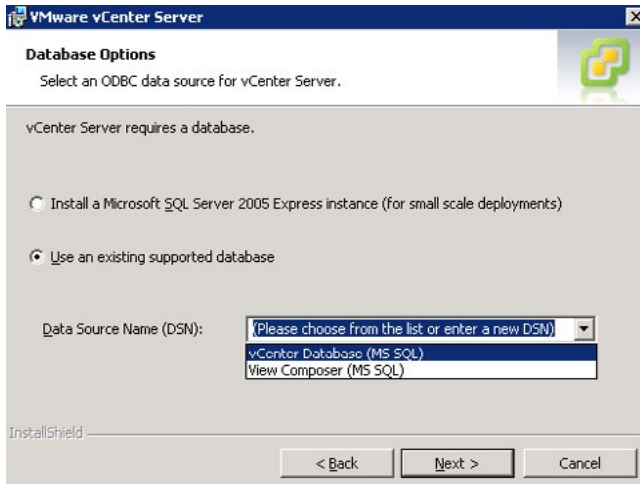 VMware vCenter Server
Database Options
Select an ODBC data source for vCenter Server.
vCenter Server requires a database.
Install a Microsoft SQL Server 2005 Express instance (for small scale deployments)
Use an existing supported database
Data Source Name (DSN):
(Please choose from the list or enter a new DSN)
vCenter Database (MS SQL)
View Composer (MS SQL)
InstallShield
< Back
Next >
Cancel